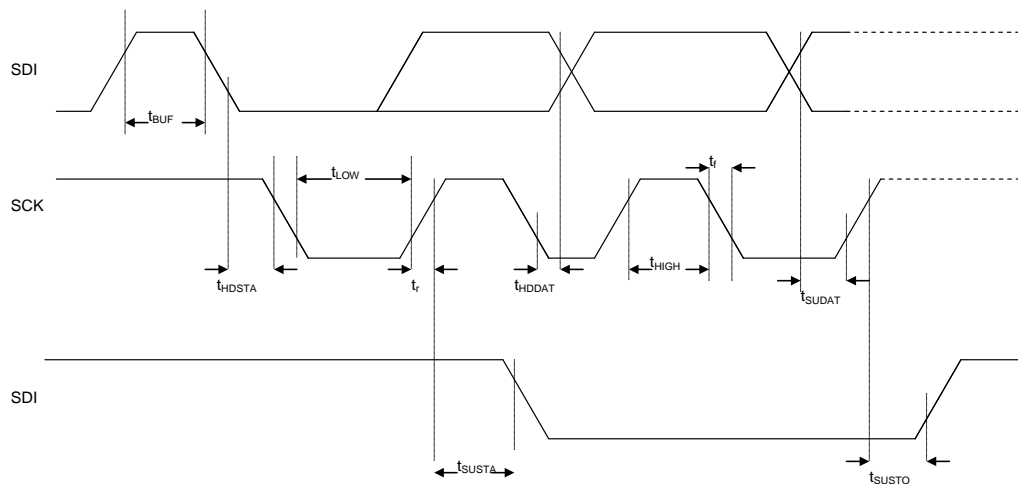 SDI
tBUF
tLOW
tf
SCK
tHDSTA
tr
tHDDAT
tHIGH
tSUDAT
SDI
tSUSTA
tSUSTO